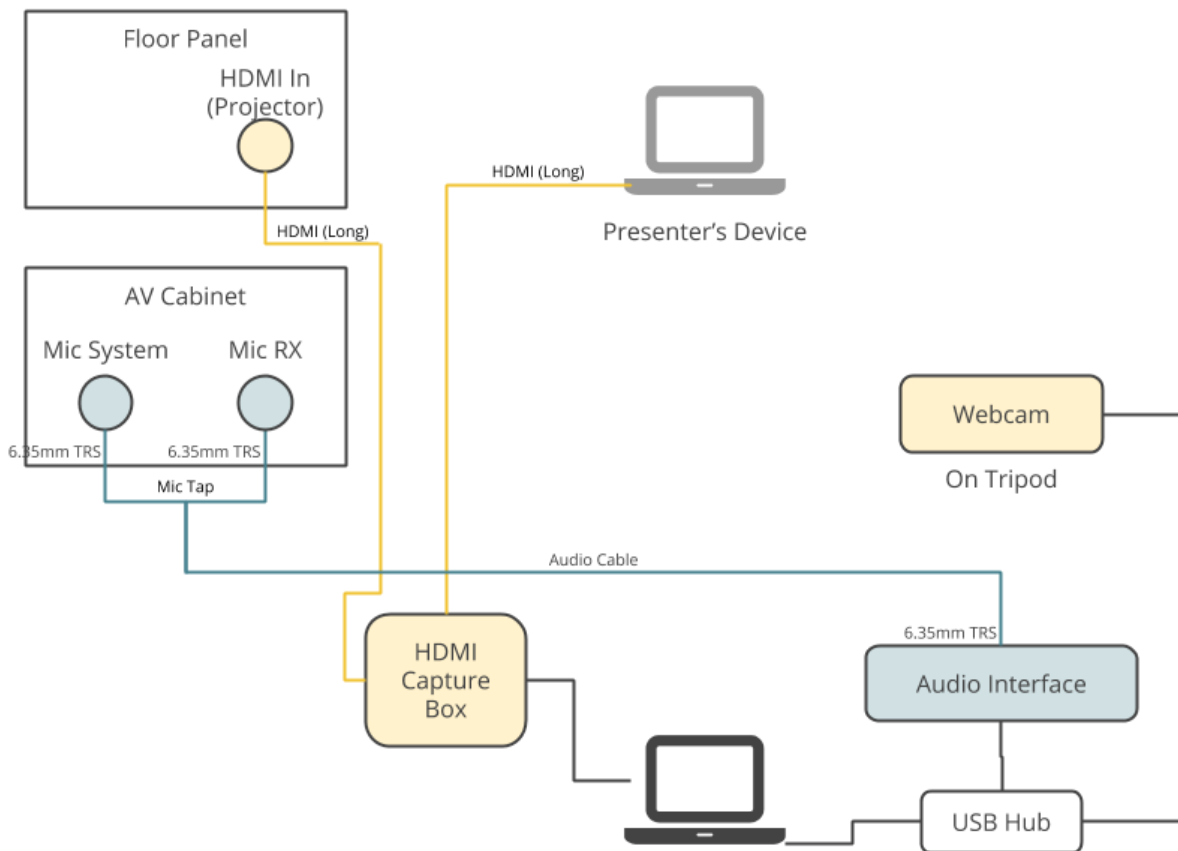 Floor Panel
HDMI In
(Projector)
HDMI (Long)
HDMI (Long)
Presenter’s Device
AV Cabinet
Mic System
Mic RX
6.35mm TRS
6.35mm TRS
Mic Tap
Webcam
On Tripod
Audio Cable
6.35mm TRS
HDMI
Capture
Box
Audio Interface
USB Hub